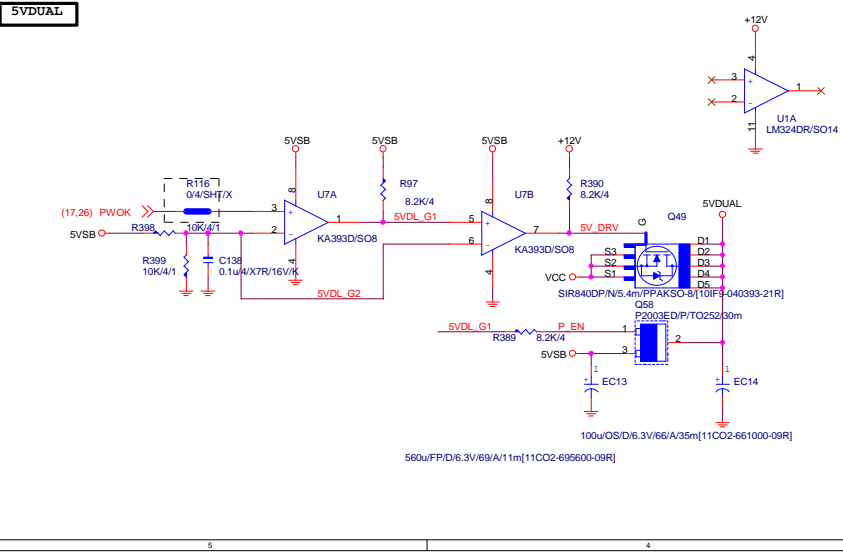 5VDUAL
+12V
4
3
+
1
2
−
11
U1A
LM324DR/SO14
5VSB
5VSB
5VSB
+12V
R116
0/4/SHT/X
8
U7A
R97
8.2K/4
8
U7B
R390
8.2K/4
Q49
5VDUAL
(17,26) PWOK
3
+
1
5VDL_G1
5
+
7
5V_DRV
G
5VSB
R398
10K/4/1
2
−
KA393D/SO8
6
−
KA393D/SO8
S3
S2
S1
D1
D2
D3
D4
D5
R399
10K/4/1
C138
0.1u/4/X7R/16V/K
4
4
VCC
5VDL_G2
SIR840DP/N/5.4m/PPAKSO-8/[10IF9-040393-21R]
Q58
P2003ED/P/TO252/30m
5VDL_G1
R389
8.2K/4
P_EN
1
2
5VSB
3
1
+
EC13
1
+
EC14
100u/OS/D/6.3V/66/A/35m[11CO2-661000-09R]
560u/FP/D/6.3V/69/A/11m[11CO2-695600-09R]
5
4